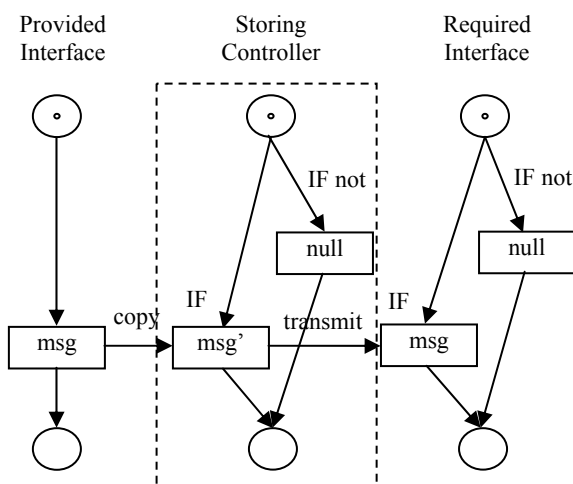 Provided
Interface
Storing
Controller
Required
Interface
IF not
IF not
null
null
IF
IF
copy
transmit
msg
msg’
msg